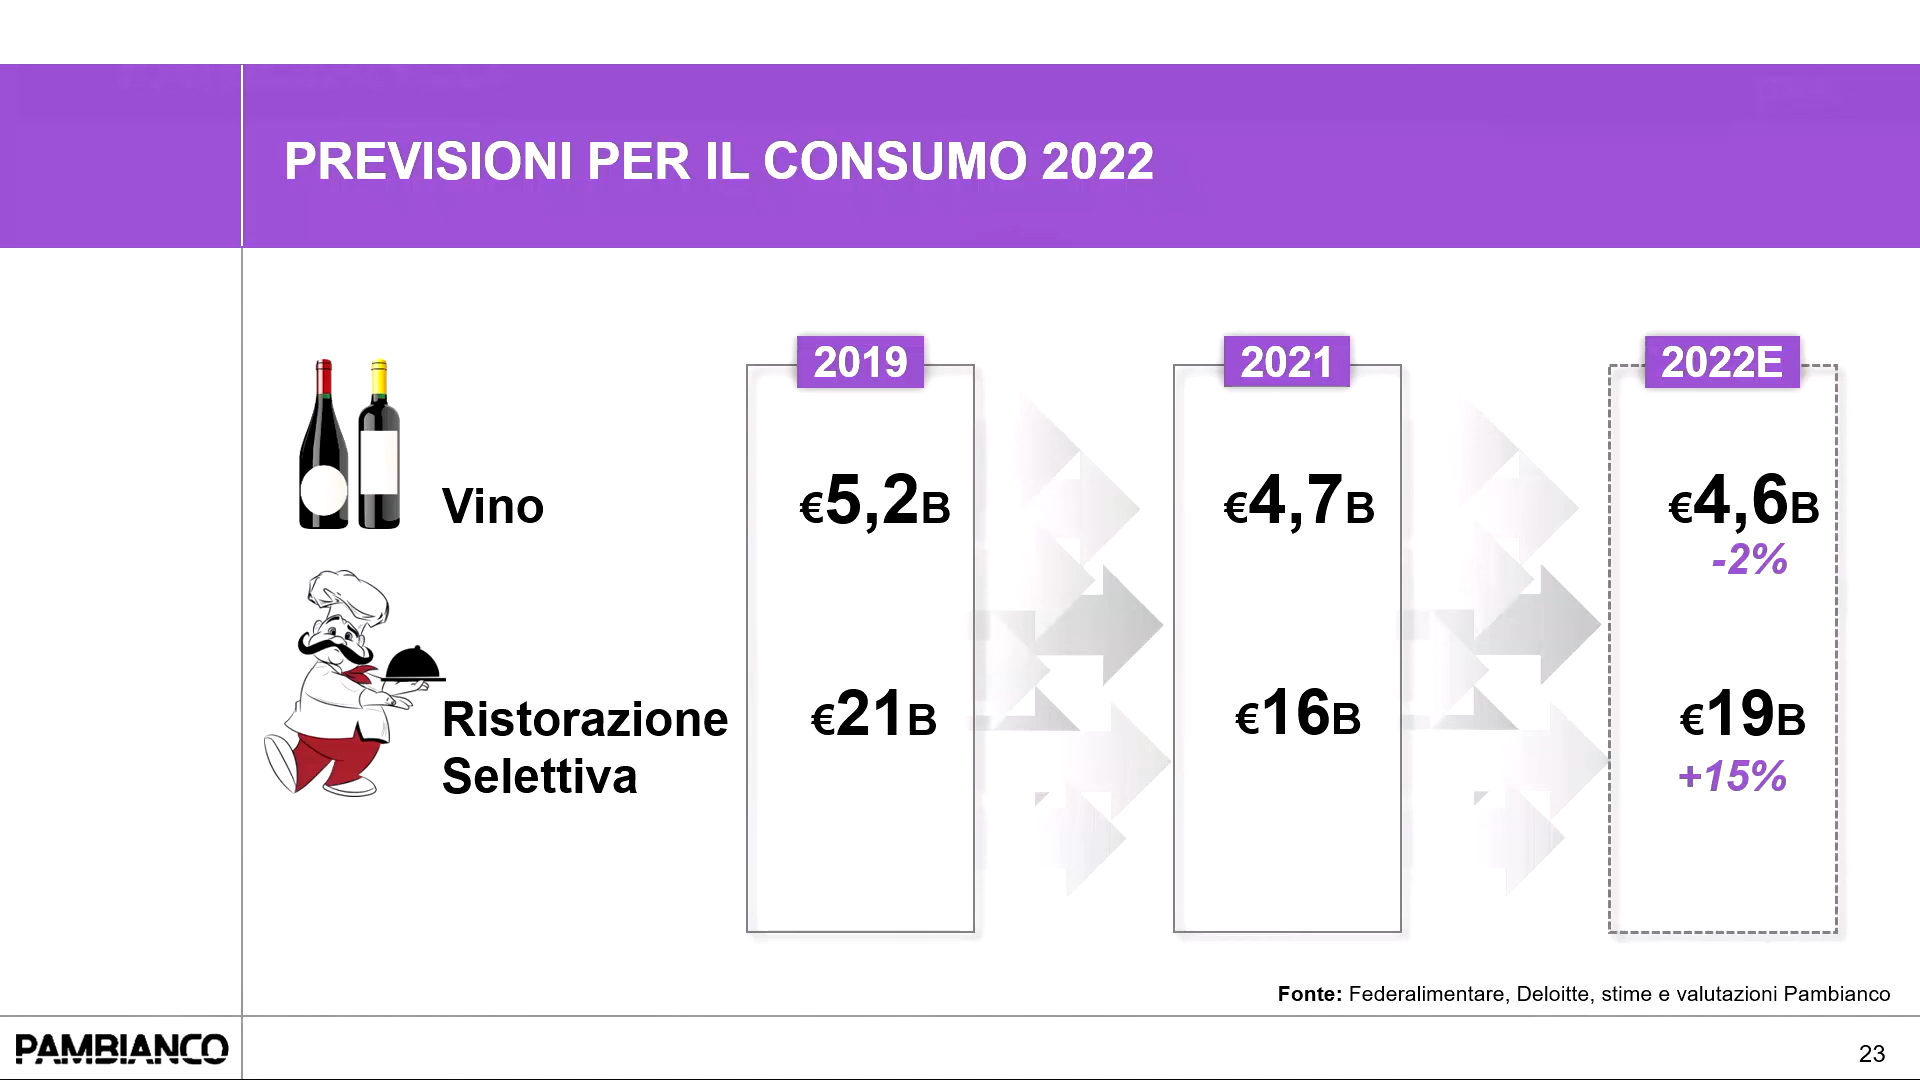 PREVISIONI PER IL CONSUMO 2022
2019
2021
2022E
Vino
€5,2B
€4,7B
€4,6B
-2%
Ristorazione
Selettiva
€21B
€16B
€19B
+15%
Fonte: Federalimentare, Deloitte, stime e valutazioni Pambianco
PAMBIANCO
23